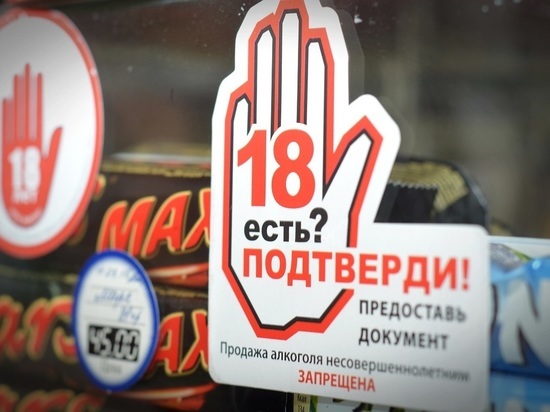 18
есть?
ПОДТВЕРДИ!
ПРЕДОСТАВЬ
ДОКУМЕНТ
Продажа алкоголя несовершеннолетним
ЗАПРЕЩЕНА
18
MAX
45.00